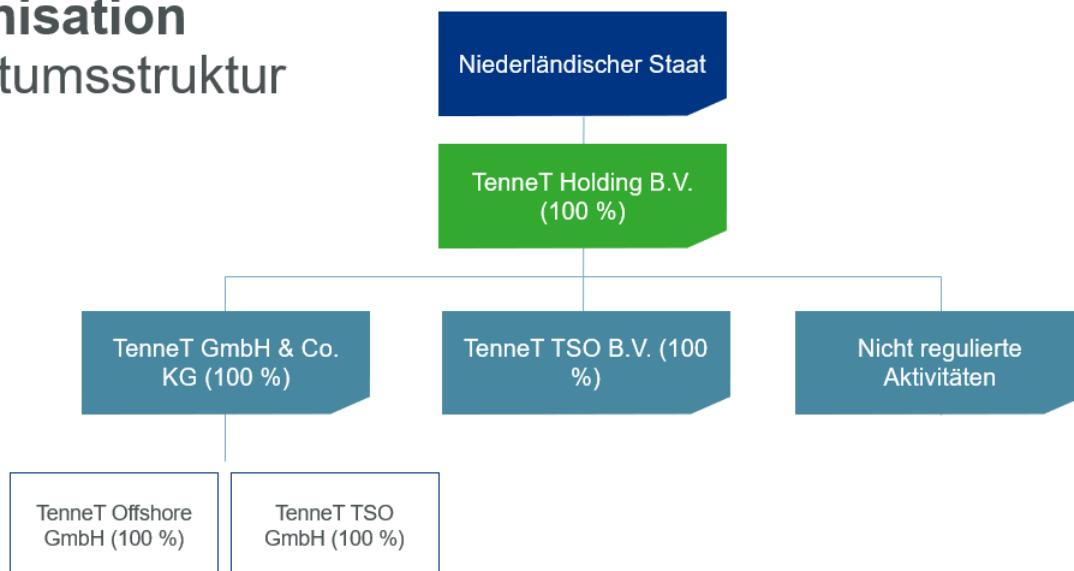 nisation
tumsstruktur
Niederländischer Staat
TenneT Holding B.V.
(100 %)
TenneT GmbH & Co.
KG (100 %)
TenneT TSO B.V. (100
%)
Nicht regulierte
Aktivitäten
TenneT Offshore
GmbH (100 %)
TenneT TSO
GmbH (100 %)